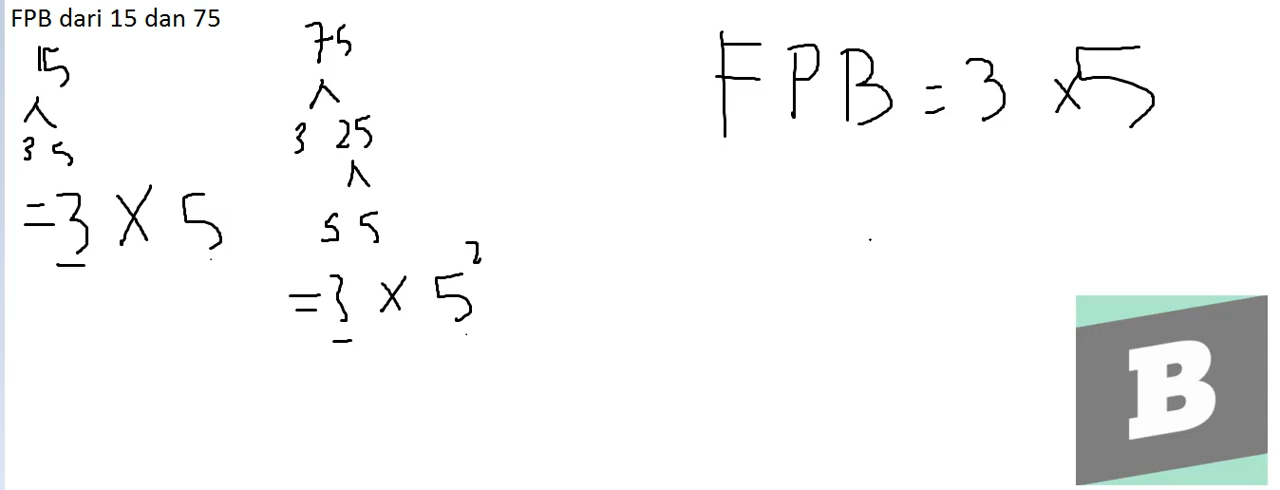 FPB dari 15 dan 75
15
3 5
= 3 X 5
75
3 25
5 5
= 3 X 5²
FPB = 3 x 5
B